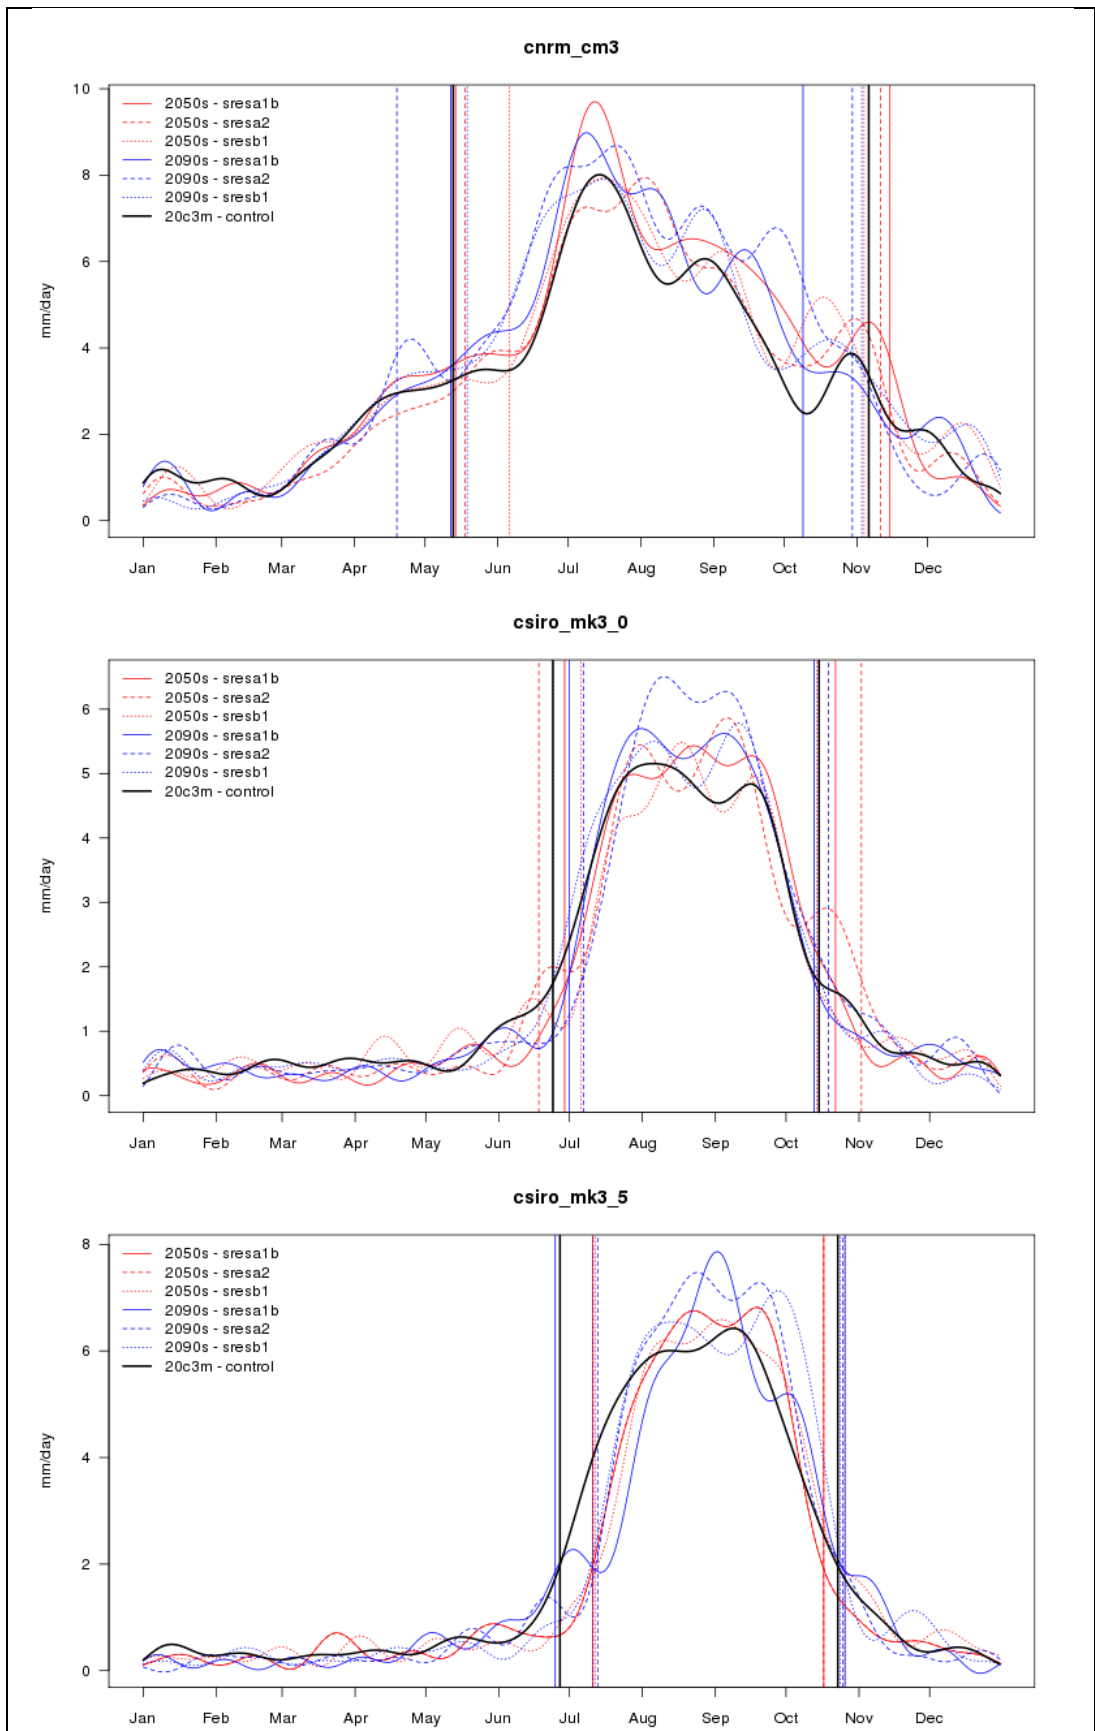 cnrm_cm3
10
8
6
4
2
0
mm/day
2050s - sresa1b
2050s - sresa2
2050s - sresb1
2090s - sresa1b
2090s - sresa2
2090s - sresb1
20c3m - control
Jan Feb Mar Apr May Jun Jul Aug Sep Oct Nov Dec
csiro_mk3_0
6
5
4
3
2
1
0
mm/day
2050s - sresa1b
2050s - sresa2
2050s - sresb1
2090s - sresa1b
2090s - sresa2
2090s - sresb1
20c3m - control
Jan Feb Mar Apr May Jun Jul Aug Sep Oct Nov Dec
csiro_mk3_5
8
6
4
2
0
mm/day
2050s - sresa1b
2050s - sresa2
2050s - sresb1
2090s - sresa1b
2090s - sresa2
2090s - sresb1
20c3m - control
Jan Feb Mar Apr May Jun Jul Aug Sep Oct Nov Dec